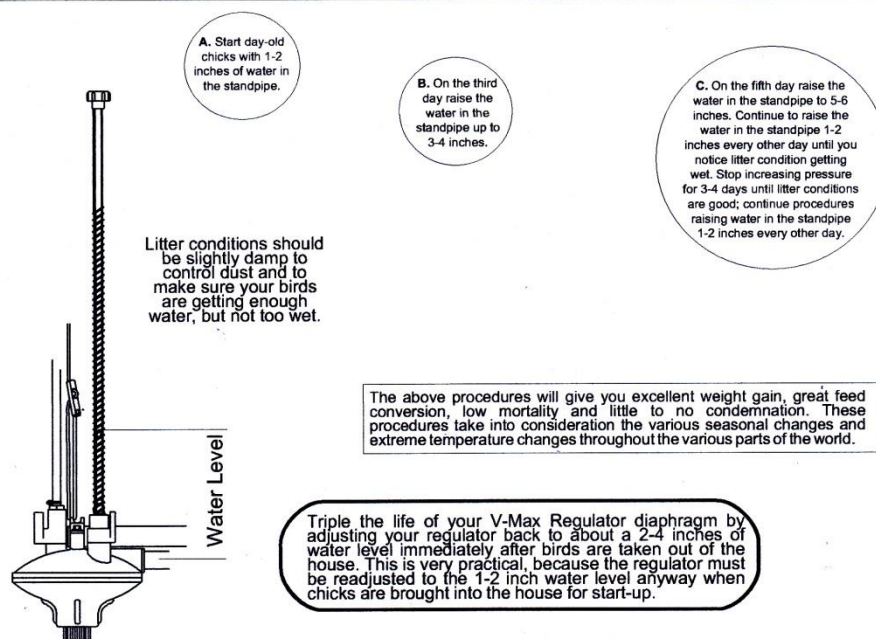 A. Start day-old
chicks with 1-2
inches of water in
the standpipe.
B. On the third
day raise the
water in the
standpipe up to
3-4 inches.
C. On the fifth day raise the
water in the standpipe to 5-6
inches. Continue to raise the
water in the standpipe 1-2
inches every other day until you
notice litter condition getting
wet. Stop increasing pressure
for 3-4 days until litter conditions
are good; continue procedures
raising water in the standpipe
1-2 inches every other day.
Litter conditions should
be slightly damp to
control dust and to
make sure your birds
are getting enough
water, but not too wet.
The above procedures will give you excellent weight gain, great feed
conversion, low mortality and little to no condemnation. These
procedures take into consideration the various seasonal changes and
extreme temperature changes throughout the various parts of the world.
Water Level
Triple the life of your V-Max Regulator diaphragm by
adjusting your regulator back to about a 2-4 inches of
water level immediately after birds are taken out of the
house. This is very practical, because the regulator must
be readjusted to the 1-2 inch water level anyway when
chicks are brought into the house for start-up.